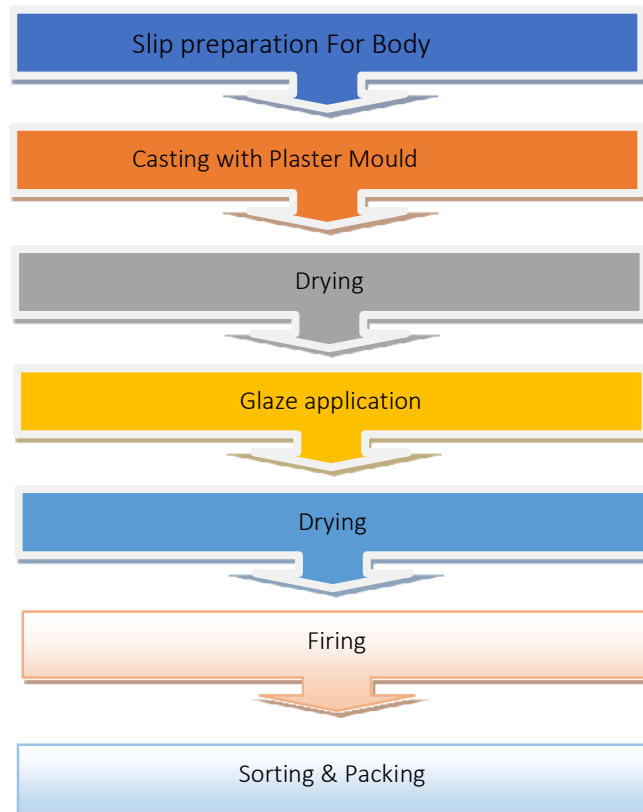 Slip preparation For Body
Casting with Plaster Mould
Drying
Glaze application
Drying
Firing
Sorting & Packing